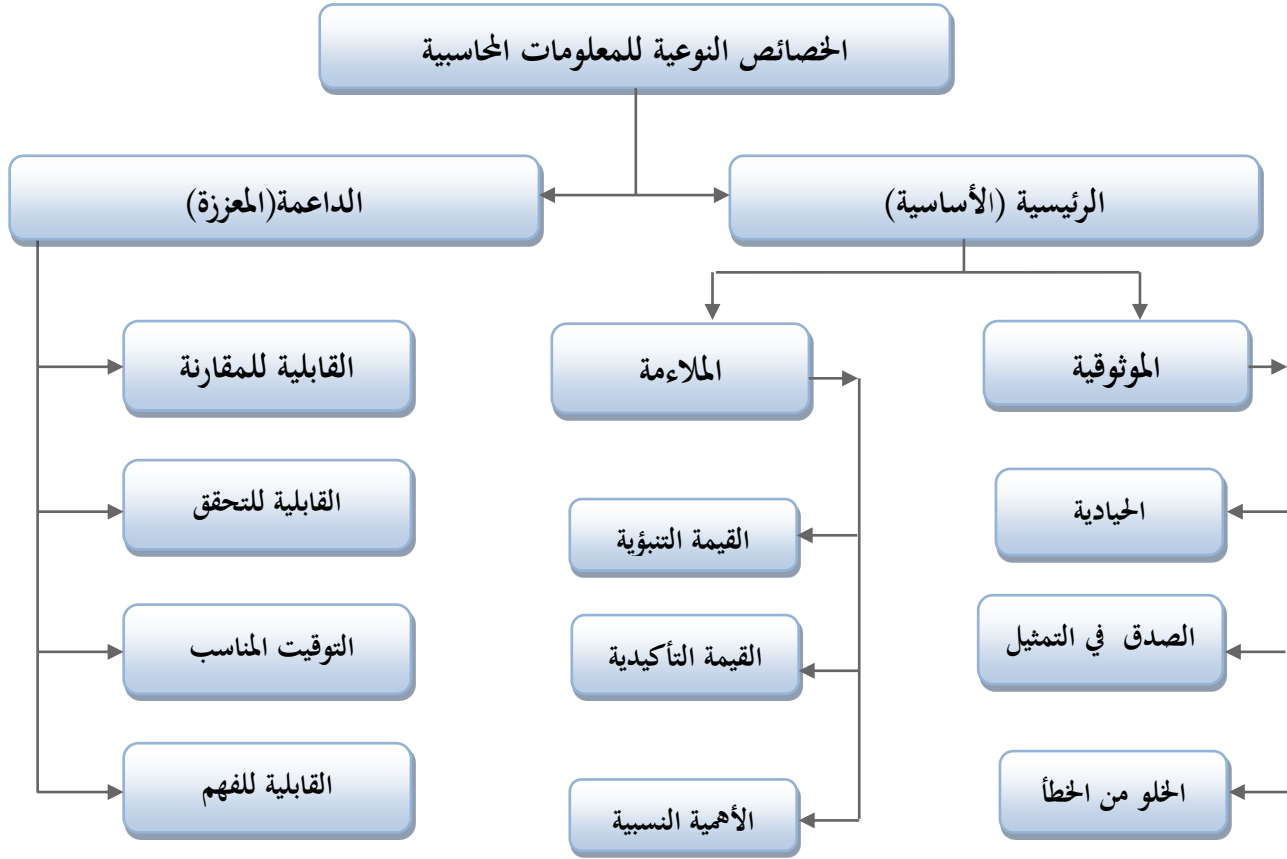 الخصائص النوعية للمعلومات المحاسبية
الرئيسية (الأساسية)
الداعمة(المعززة)
الموثوقية
الملاءمة
القابلية للمقارنة
الحيادية
القيمة التنبؤية
القابلية للتحقق
الصدق في التمثيل
القيمة التأكيدية
التوقيت المناسب
الخلو من الخطأ
الأهمية النسبية
القابلية للفهم